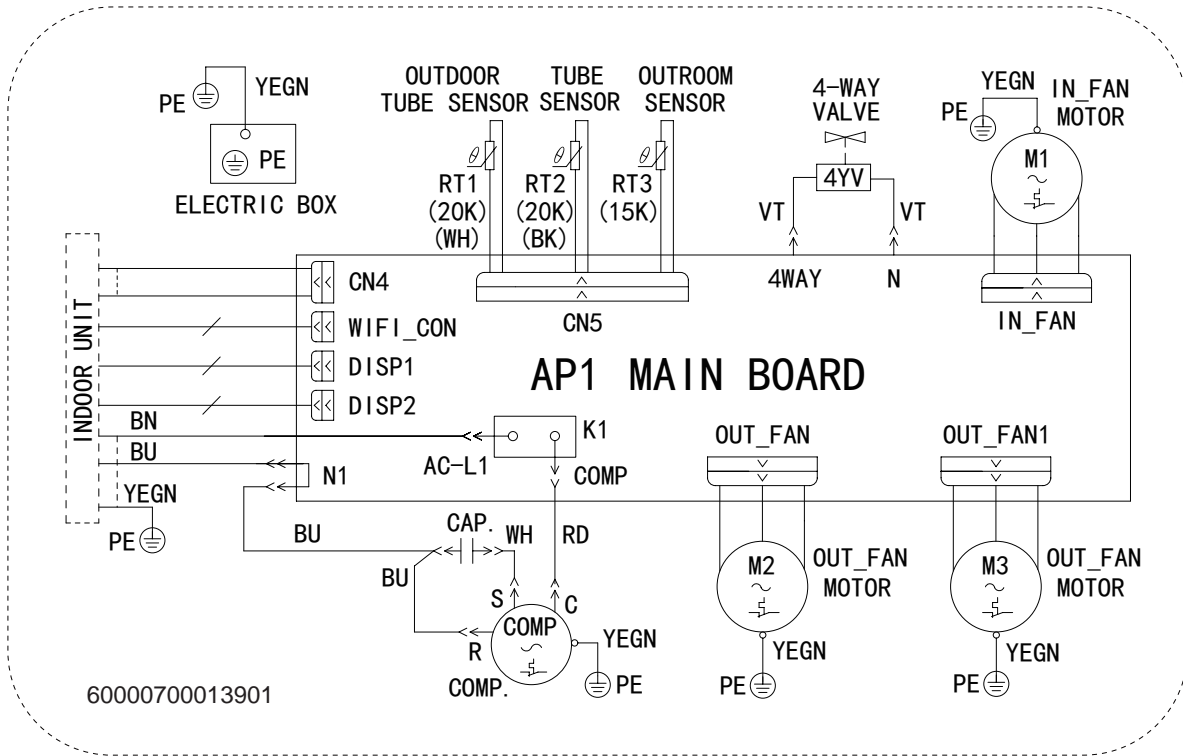 YEGN
PE
PE
ELECTRIC BOX
OUTDOOR
TUBE SENSOR
TUBE
SENSOR
OUTROOM
SENSOR
RT1
(20K)
(WH)
RT2
(20K)
(BK)
RT3
(15K)
4-WAY
VALVE
4YV
VT
VT
YEGN
PE
IN_FAN
MOTOR
M1
INDOOR UNIT
CN4
WIFI_CON
DISP1
DISP2
CN5
4WAY
N
IN_FAN
AP1 MAIN BOARD
BN
BU
YEGN
PE
N1
AC-L1
K1
COMP
OUT_FAN
OUT_FAN1
BU
BU
CAP.
WH
RD
S
C
R
COMP
COMP.
YEGN
PE
M2
OUT_FAN
MOTOR
YEGN
PE
M3
OUT_FAN
MOTOR
YEGN
PE
60000700013901